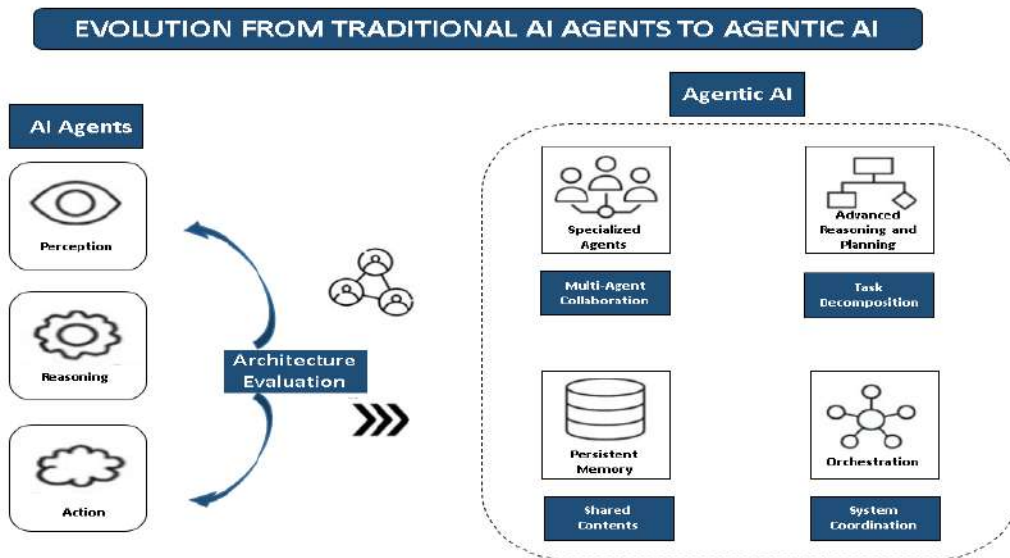 EVOLUTION FROM TRADITIONAL AI AGENTS TO AGENTIC AI
AI Agents
Perception
Reasoning
Action
Architecture
Evaluation
Agentic AI
Specialized
Agents
Multi-Agent
Collaboration
Advanced
Reasoning and
Planning
Task
Decomposition
Persistent
Memory
Shared
Contents
Orchestration
System
Coordination